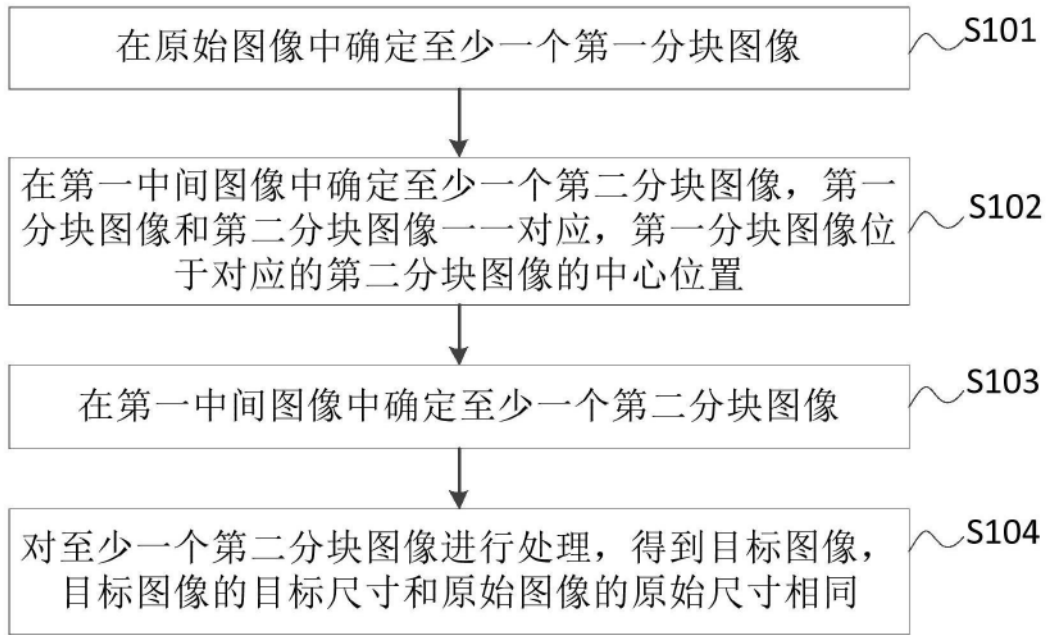 在原始图像中确定至少一个第一分块图像
S101
在第一中间图像中确定至少一个第二分块图像，第一
分块图像和第二分块图像一一对应，第一分块图像位
于对应的第二分块图像的中心位置
S102
在第一中间图像中确定至少一个第二分块图像
S103
对至少一个第二分块图像进行处理，得到目标图像，
目标图像的目标尺寸和原始图像的原始尺寸相同
S104